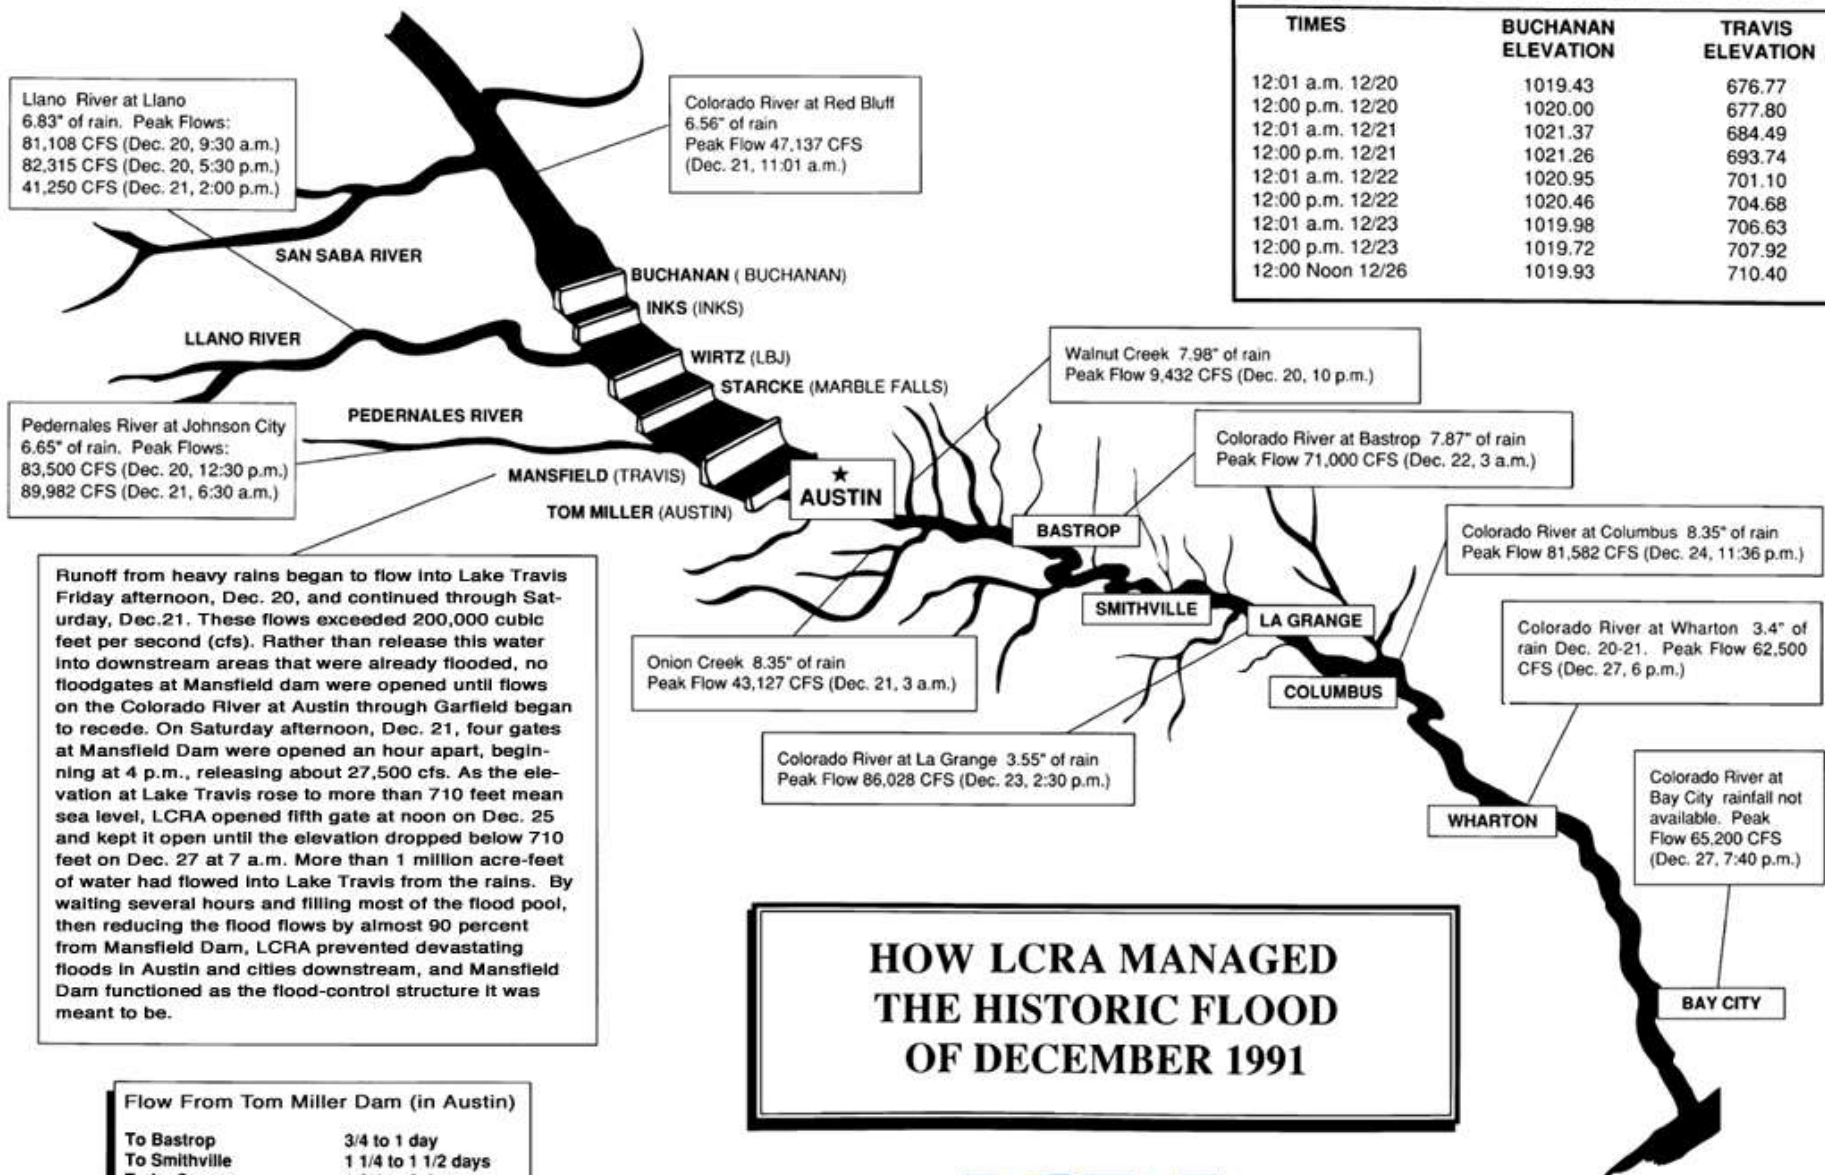 TIMES BUCHANAN ELEVATION TRAVIS ELEVATION
12:01 a.m. 12/20 1019.43 676.77
12:00 p.m. 12/20 1020.00 677.80
12:01 a.m. 12/21 1021.37 684.49
12:00 p.m. 12/21 1021.26 693.74
12:01 a.m. 12/22 1020.95 701.10
12:00 p.m. 12/22 1020.46 704.68
12:01 a.m. 12/23 1019.98 706.63
12:00 p.m. 12/23 1019.72 707.92
12:00 Noon 12/26 1019.93 710.40
Llano River at Llano
6.83" of rain. Peak Flows:
81,108 CFS (Dec. 20, 9:30 a.m.)
82,315 CFS (Dec. 20, 5:30 p.m.)
41,250 CFS (Dec. 21, 2:00 p.m.)
Colorado River at Red Bluff
6.56" of rain
Peak Flow 47,137 CFS
(Dec. 21, 11:01 a.m.)
SAN SABA RIVER
BUCHANAN ( BUCHANAN)
INKS (INKS)
LLANO RIVER
WIRTZ (LBJ)
STARCKE (MARBLE FALLS)
Walnut Creek 7.98" of rain
Peak Flow 9,432 CFS (Dec. 20, 10 p.m.)
Pedernales River at Johnson City
6.65" of rain. Peak Flows:
83,500 CFS (Dec. 20, 12:30 p.m.)
89,982 CFS (Dec. 21, 6:30 a.m.)
PEDERNALES RIVER
MANSFIELD (TRAVIS)
TOM MILLER (AUSTIN)
AUSTIN
Colorado River at Bastrop 7.87" of rain
Peak Flow 71,000 CFS (Dec. 22, 3 a.m.)
BASTROP
Colorado River at Columbus 8.35" of rain
Peak Flow 81,582 CFS (Dec. 24, 11:36 p.m.)
SMITHVILLE
LA GRANGE
Colorado River at Wharton 3.4" of
rain Dec. 20-21. Peak Flow 62,500
CFS (Dec. 27, 6 p.m.)
Onion Creek 8.35" of rain
Peak Flow 43,127 CFS (Dec. 21, 3 a.m.)
COLUMBUS
Colorado River at La Grange 3.55" of rain
Peak Flow 86,028 CFS (Dec. 23, 2:30 p.m.)
WHARTON
Colorado River at
Bay City rainfall not
available. Peak
Flow 65,200 CFS
(Dec. 27, 7:40 p.m.)
BAY CITY
Runoff from heavy rains began to flow into Lake Travis
Friday afternoon, Dec. 20, and continued through Sat-
urday, Dec.21. These flows exceeded 200,000 cubic
feet per second (cfs). Rather than release this water
into downstream areas that were already flooded, no
floodgates at Mansfield dam were opened until flows
on the Colorado River at Austin through Garfield began
to recede. On Saturday afternoon, Dec. 21, four gates
at Mansfield Dam were opened an hour apart, begin-
ning at 4 p.m., releasing about 27,500 cfs. As the ele-
vation at Lake Travis rose to more than 710 feet mean
sea level, LCRA opened fifth gate at noon on Dec. 25
and kept it open until the elevation dropped below 710
feet on Dec. 27 at 7 a.m. More than 1 million acre-feet
of water had flowed into Lake Travis from the rains. By
waiting several hours and filling most of the flood pool,
then reducing the flood flows by almost 90 percent
from Mansfield Dam, LCRA prevented devastating
floods in Austin and cities downstream, and Mansfield
Dam functioned as the flood-control structure it was
meant to be.
HOW LCRA MANAGED
THE HISTORIC FLOOD
OF DECEMBER 1991
Flow From Tom Miller Dam (in Austin)
To Bastrop 3/4 to 1 day
To Smithville 1 1/4 to 1 1/2 days